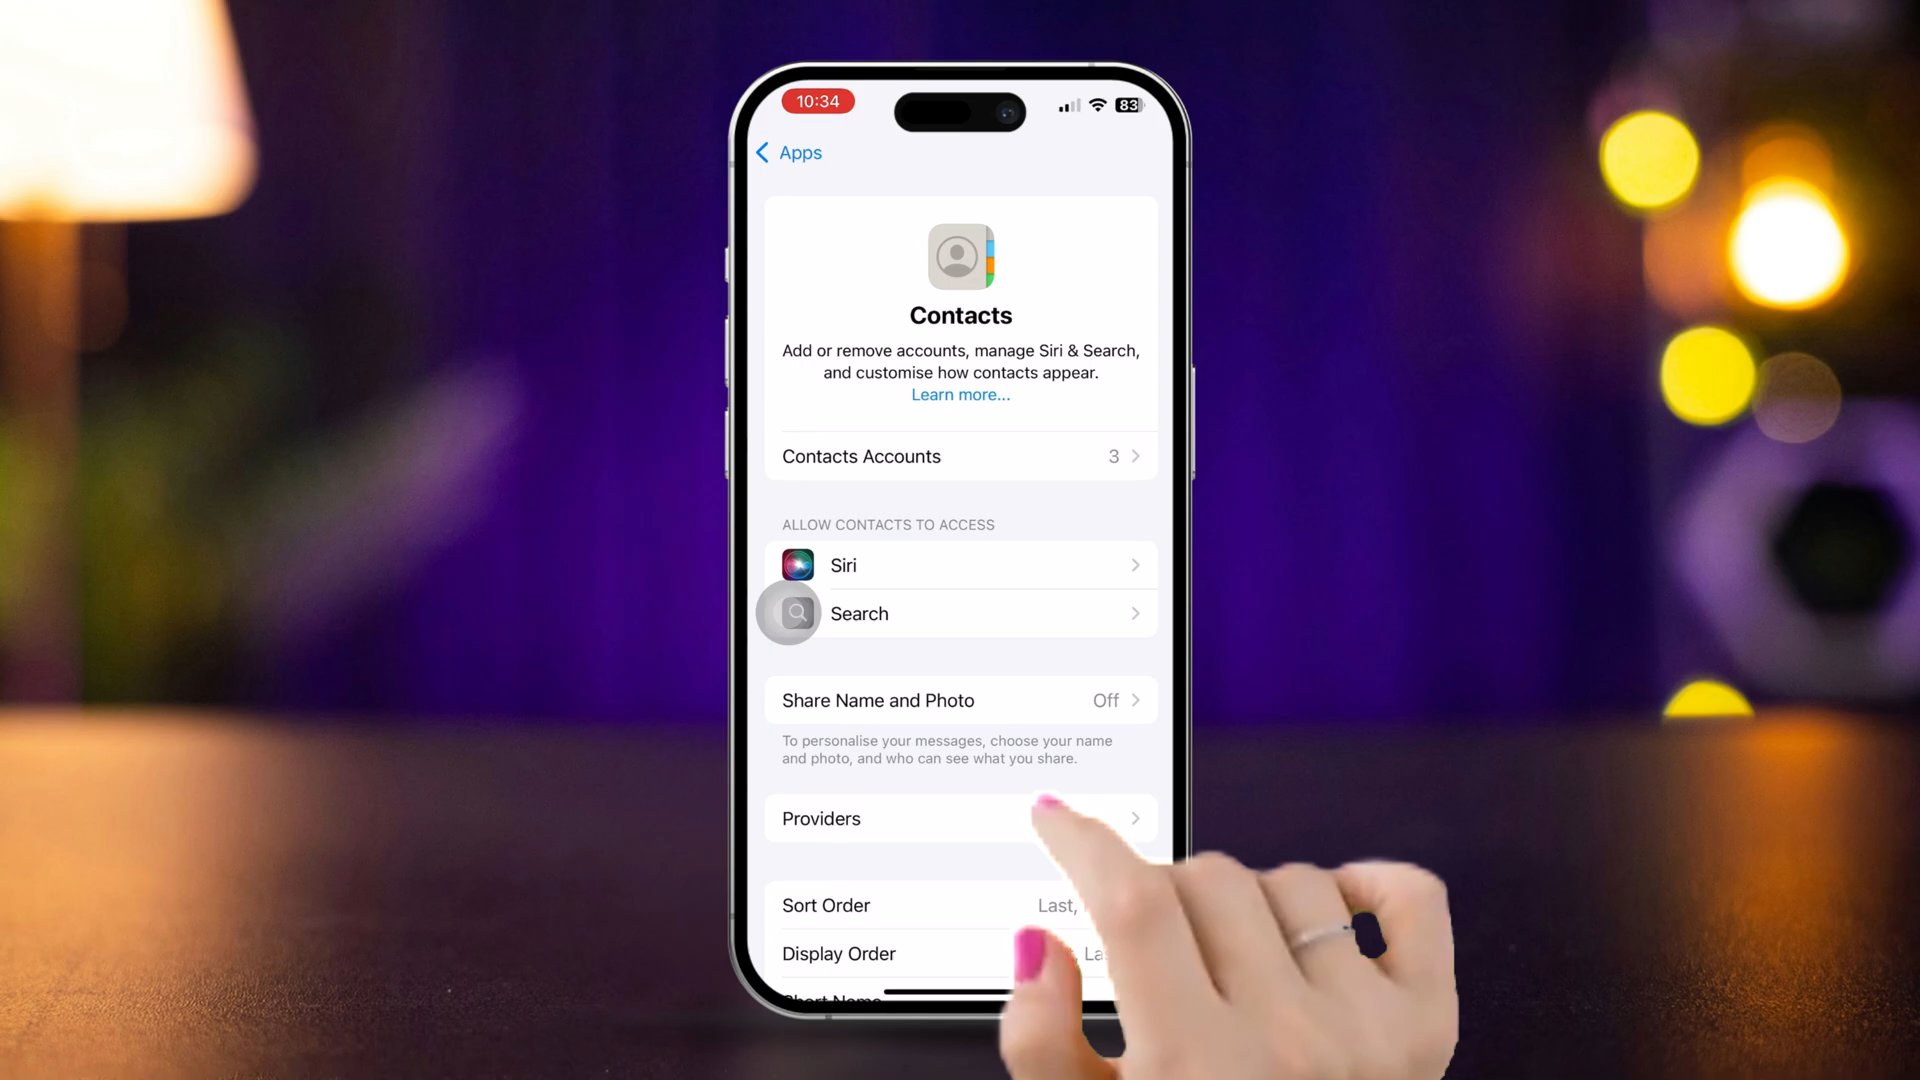 10:34
83
Apps
Contacts
Add or remove accounts, manage Siri & Search,
and customise how contacts appear.
Learn more...
Contacts Accounts 3
ALLOW CONTACTS TO ACCESS
Siri
Search
Share Name and Photo Off
To personalise your messages, choose your name
and photo, and who can see what you share.
Providers
Sort Order Last,
Display Order
Short Name